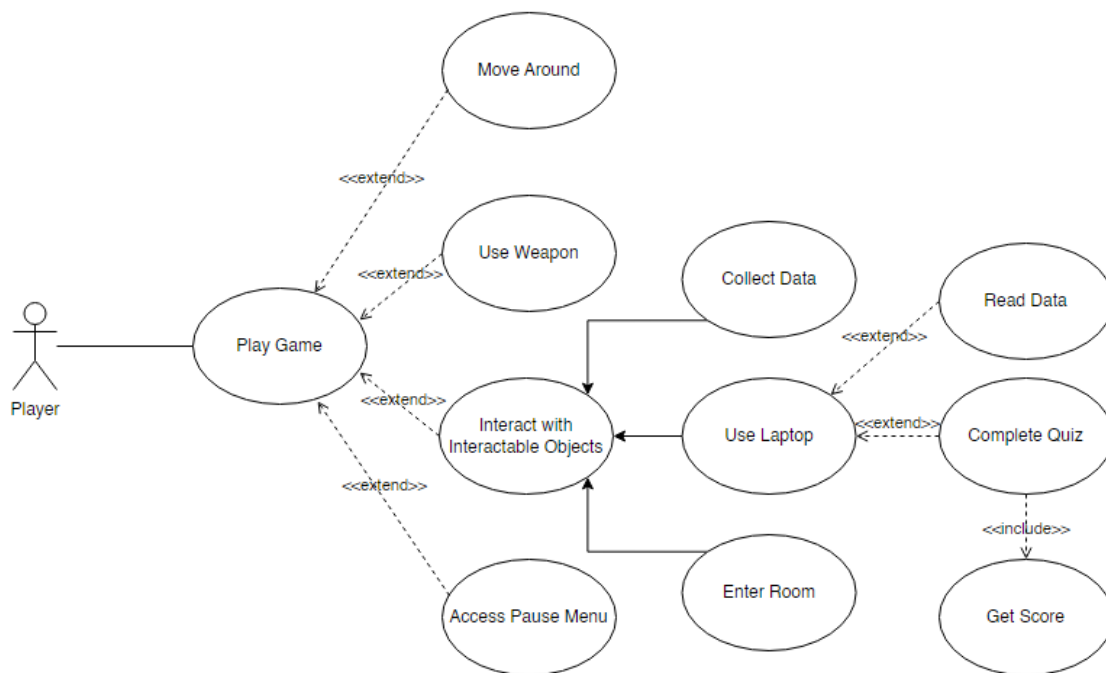 Move Around
<<extend>>
Use Weapon
<<extend>>
Collect Data
Read Data
<<extend>>
Play Game
Player
<<extend>>
Interact with
Interactable Objects
Use Laptop
<<extend>>
Complete Quiz
<<extend>>
<<include>>
Enter Room
Access Pause Menu
Get Score